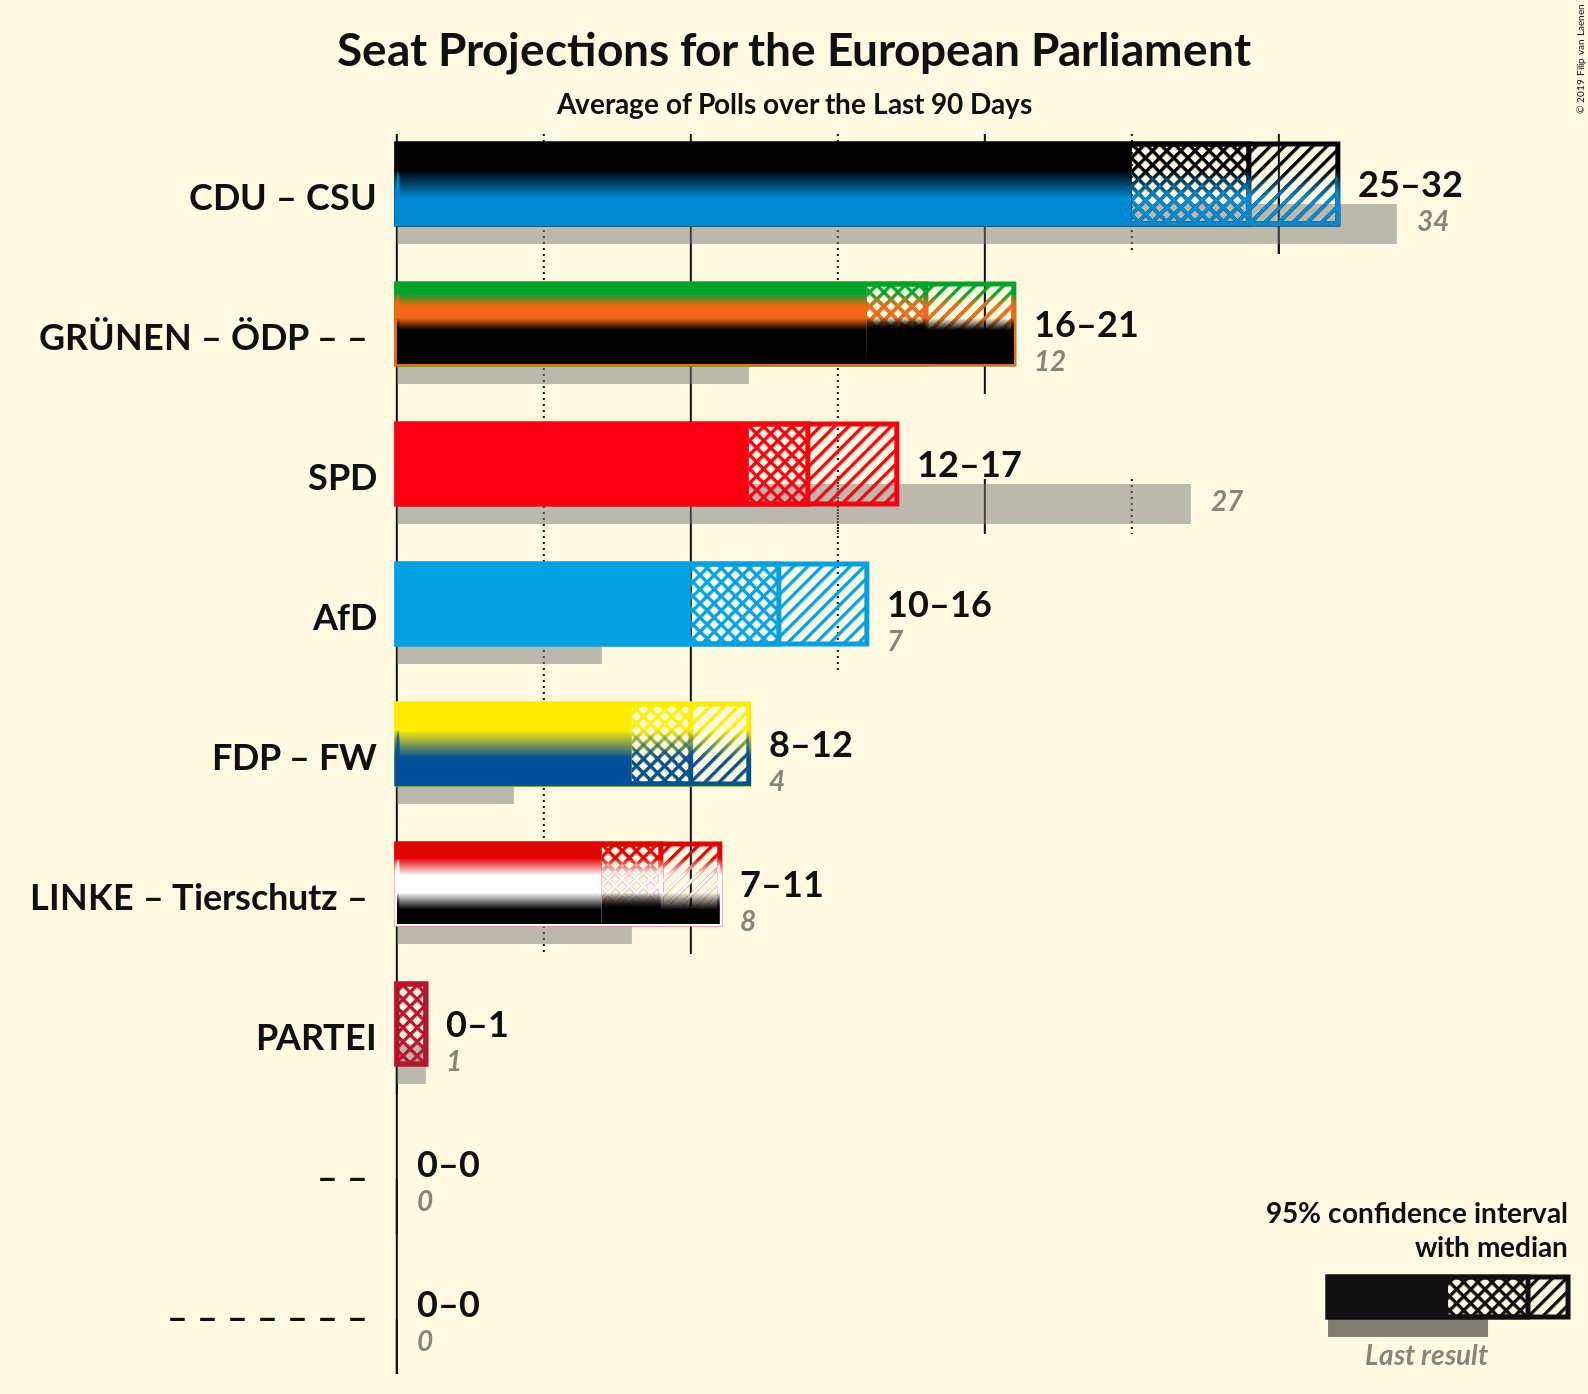 Seat Projections for the European Parliament
Average of Polls over the Last 90 Days
© 2019 Filip van Laenen
CDU – CSU
25–32
34
GRÜNEN – ÖDP – –
16–21
12
SPD
12–17
27
AfD
10–16
7
FDP – FW
8–12
4
LINKE – Tierschutz –
7–11
8
PARTEI
0–1
1
– –
0–0
0
– – – – – – –
0–0
0
95% confidence interval
with median
Last result